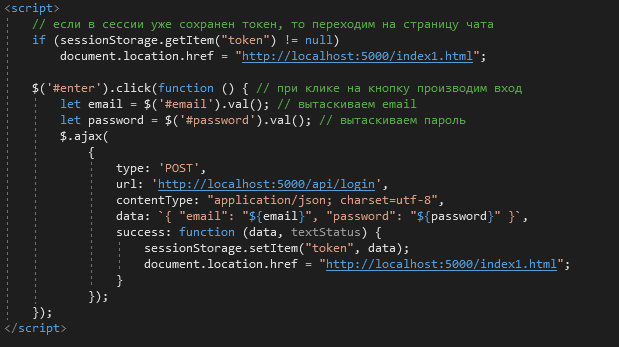 <script>
// если в сессии уже сохранен токен, то переходим на страницу чата
if (sessionStorage.getItem("token") != null)
document.location.href = "http://localhost:5000/index1.html";
$('#enter').click(function () { // при клике на кнопку производим вход
let email = $('#email').val(); // вытаскиваем email
let password = $('#password').val(); // вытаскиваем пароль
$.ajax(
{
type: 'POST',
url: 'http://localhost:5000/api/login',
contentType: "application/json; charset=utf-8",
data: `{ "email": "${email}", "password": "${password}" }`,
success: function (data, textStatus) {
sessionStorage.setItem("token", data);
document.location.href = "http://localhost:5000/index1.html";
}
});
});
</script>